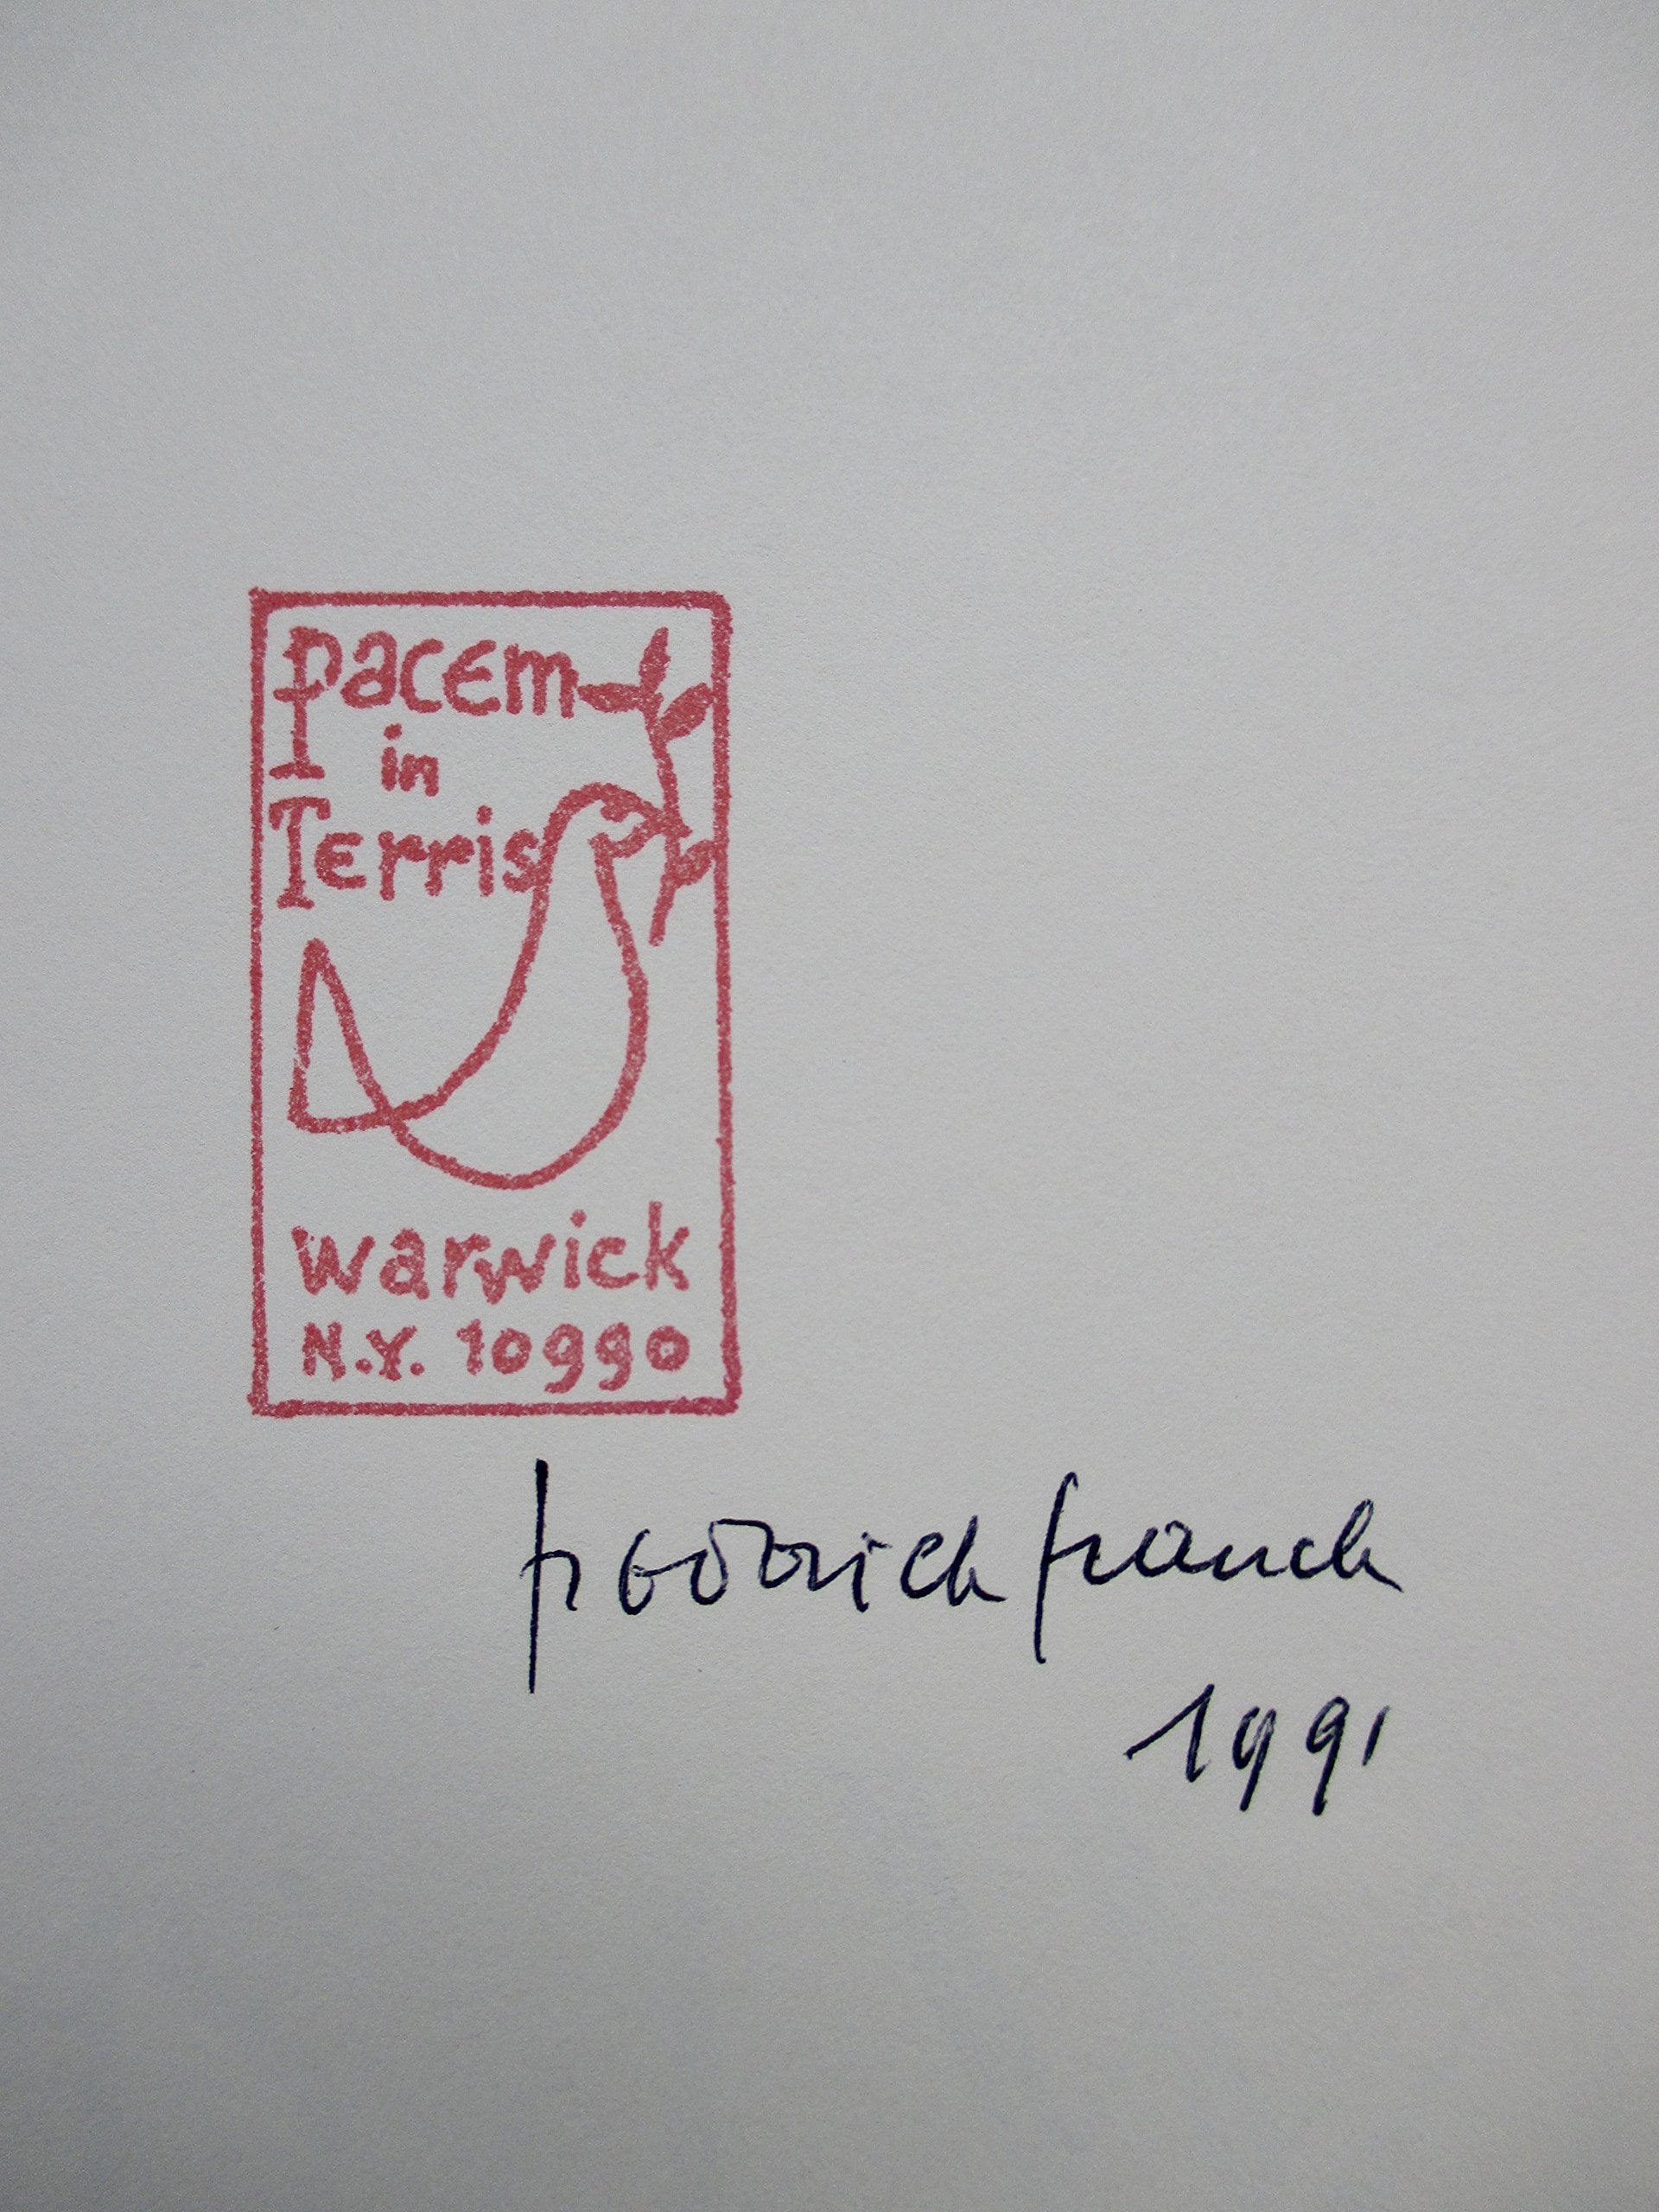 Pacem
in
Terris
warwick
N.Y. 10990
frederick franck
1991